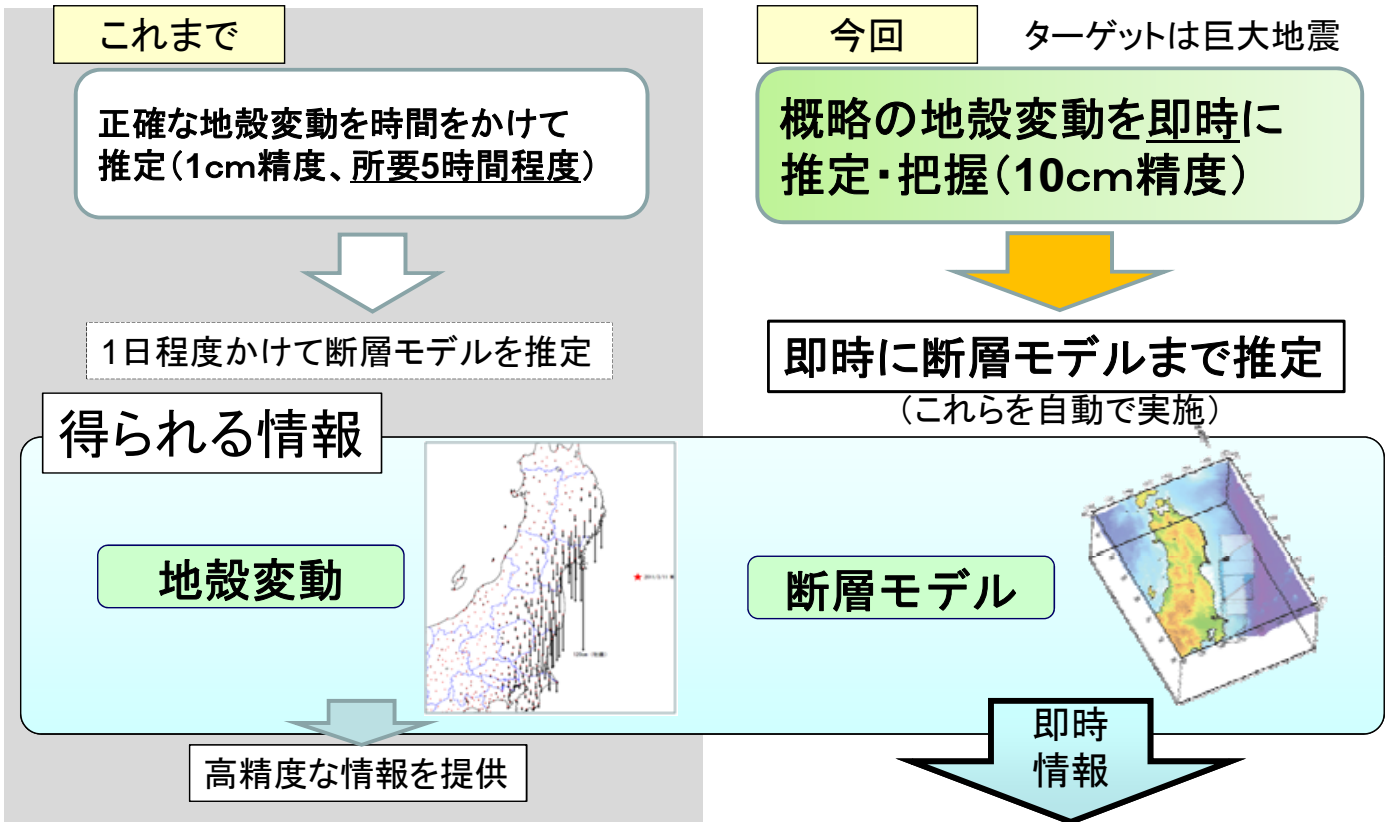 これまで
正確な地殻変動を時間をかけて
推定(1cm精度、所要5時間程度)
1日程度かけて断層モデルを推定
今回
ターゲットは巨大地震
概略の地殻変動を即時に
推定・把握(10cm精度)
即時に断層モデルまで推定
(これらを自動で実施)
得られる情報
地殻変動
断層モデル
高精度な情報を提供
即時
情報